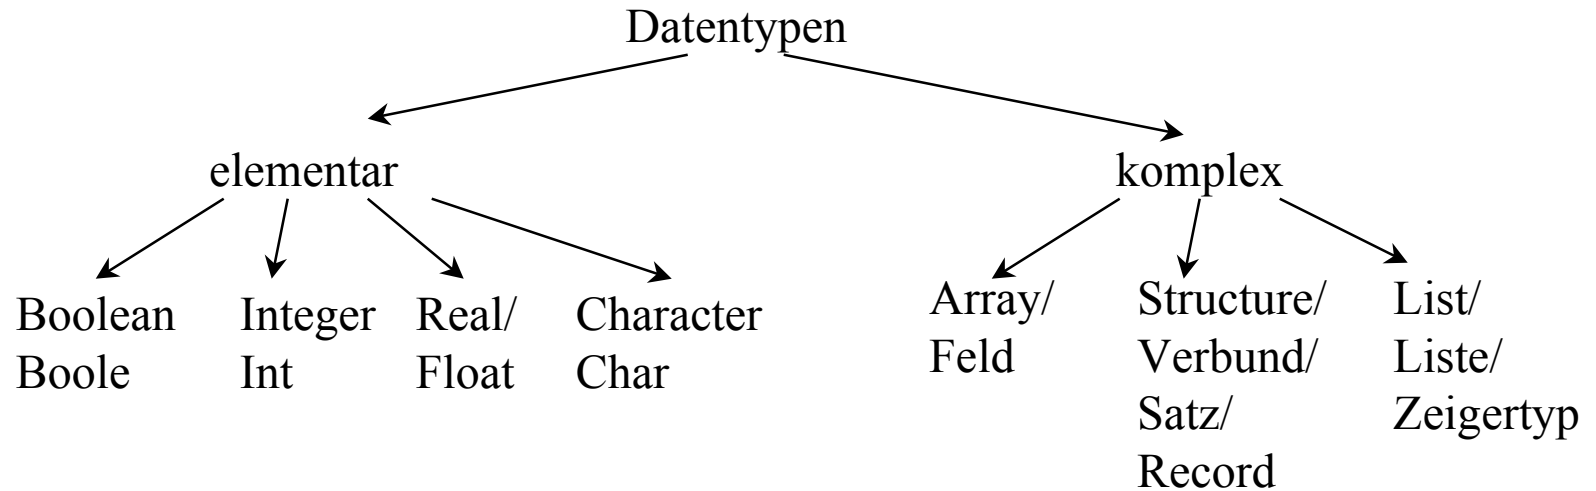 Datentypen
elementar
komplex
Boolean
Boole
Integer
Int
Real/
Float
Character
Char
Array/
Feld
Structure/
Verbund/
Satz/
Record
List/
Liste/
Zeigertyp